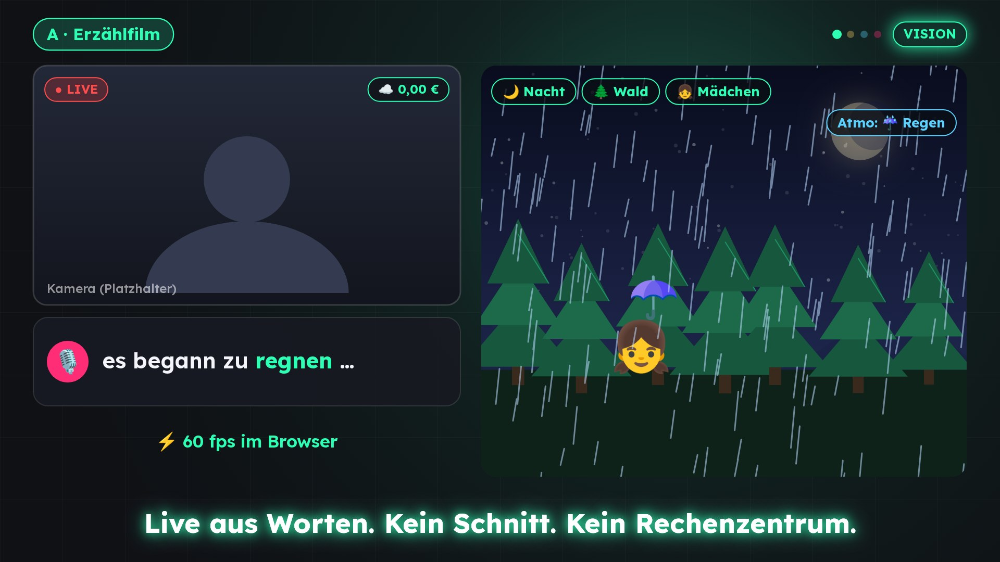 A · Erzählfilm
VISION
● LIVE
☁️ 0,00 €
Kamera (Platzhalter)
🎙️ es begann zu regnen ...
⚡ 60 fps im Browser
🌙 Nacht
🌲 Wald
👧 Mädchen
Atmo: ☔ Regen
Live aus Worten. Kein Schnitt. Kein Rechenzentrum.